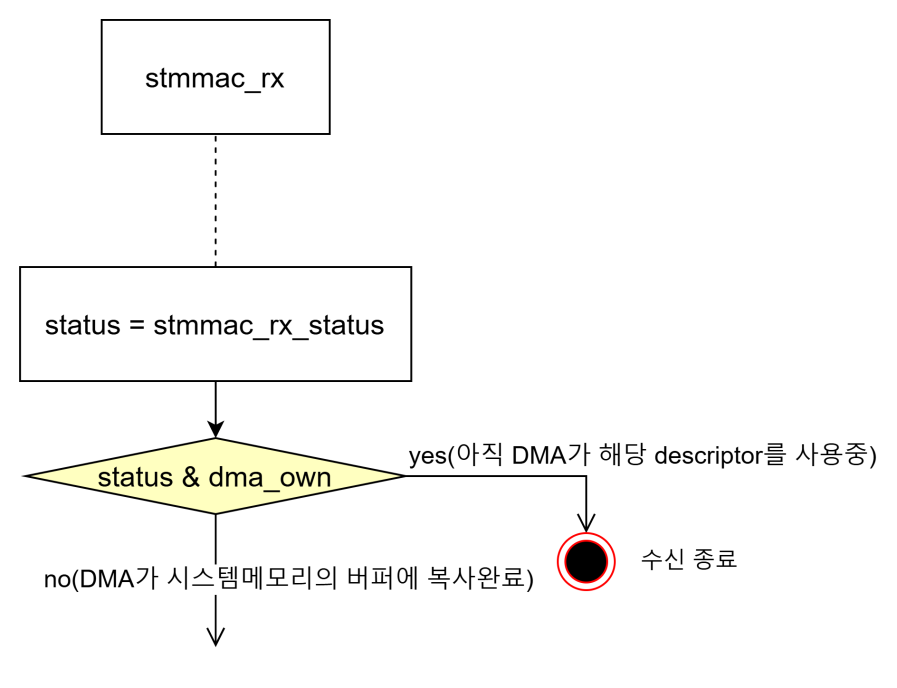 stmmac_rx
status = stmmac_rx_status
status & dma_own
yes(아직 DMA가 해당 descriptor를 사용중)
수신 종료
no(DMA가 시스템메모리의 버퍼에 복사완료)